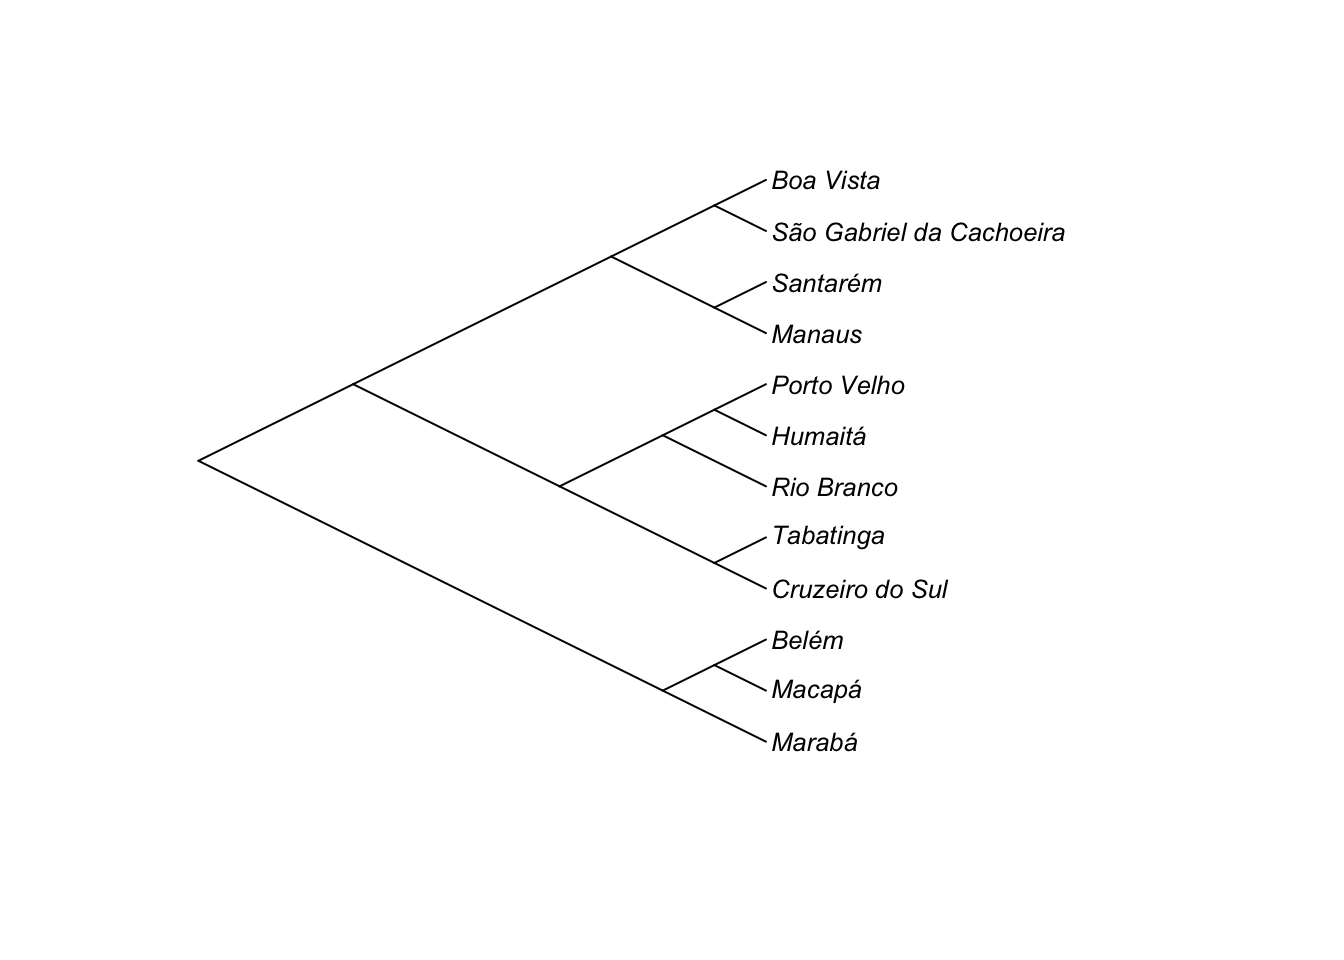 Boa Vista
São Gabriel da Cachoeira
Santarém
Manaus
Porto Velho
Humaitá
Rio Branco
Tabatinga
Cruzeiro do Sul
Belém
Macapá
Marabá